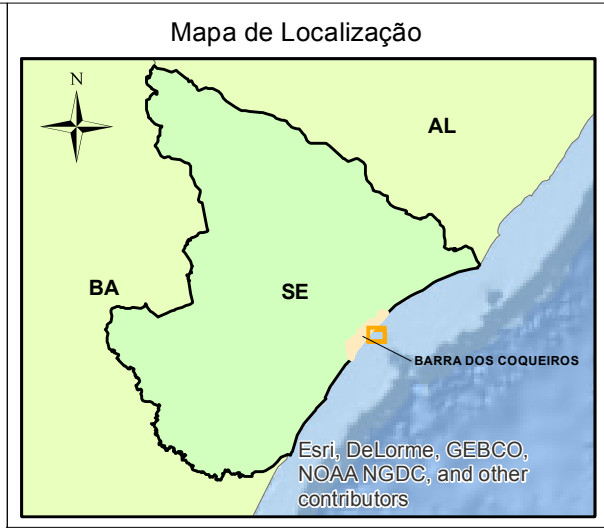 Mapa de Localização
N
AL
BA
SE
BARRA DOS COQUEIROS
Esri, DeLorme, GEBCO,
NOAA NGDC, and other
contributors